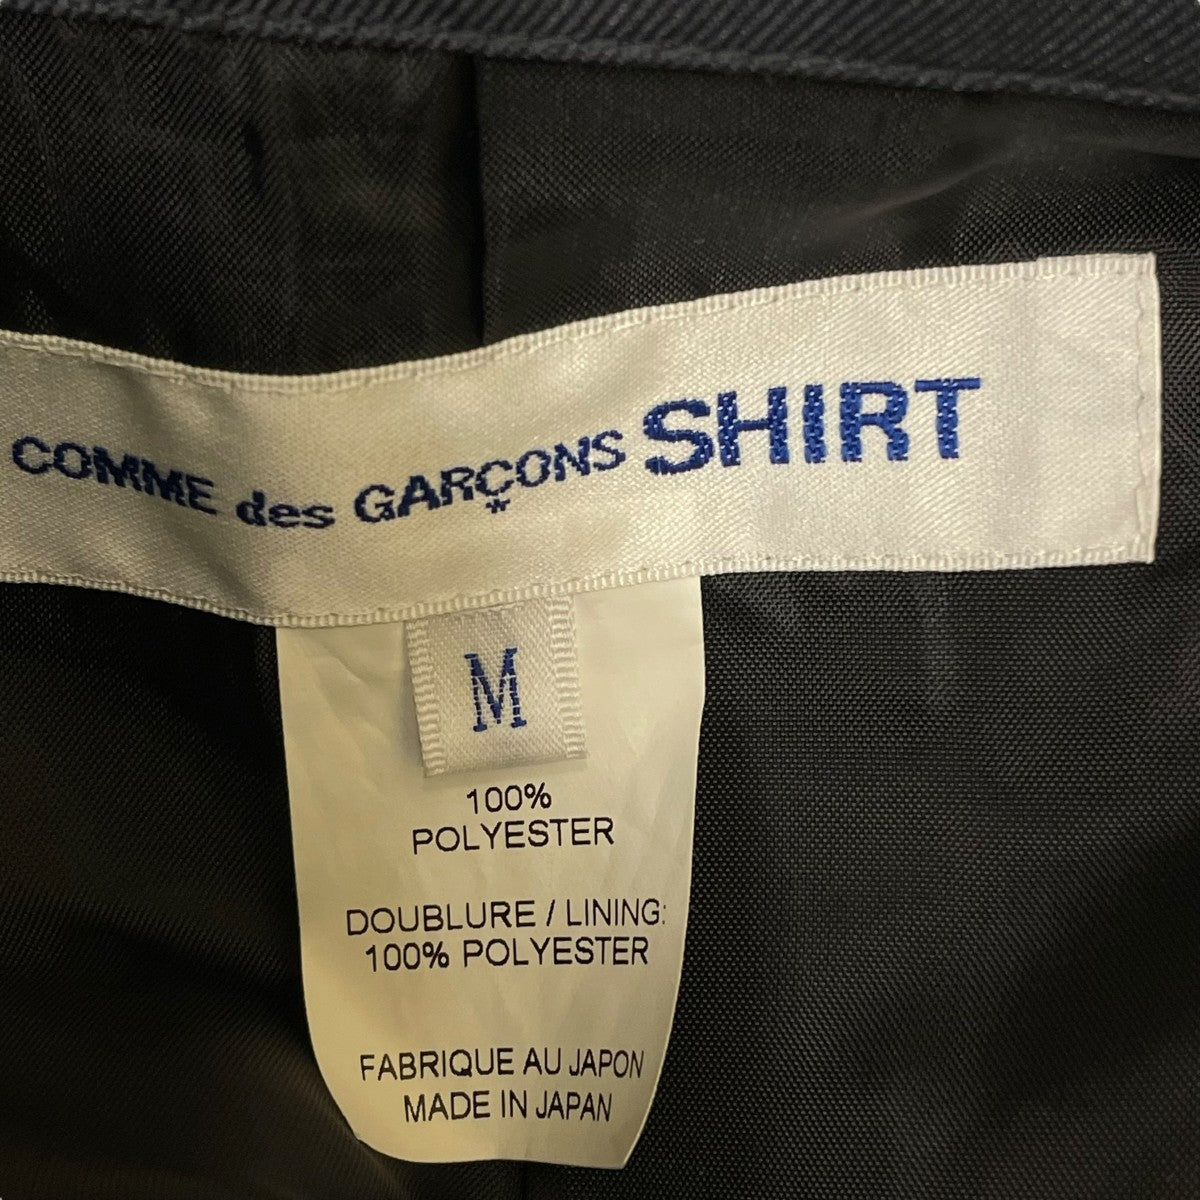 COMME des GARÇONS SHIRT
M
100%
POLYESTER
DOUBLURE / LINING:
100% POLYESTER
FABRIQUE AU JAPON
MADE IN JAPAN